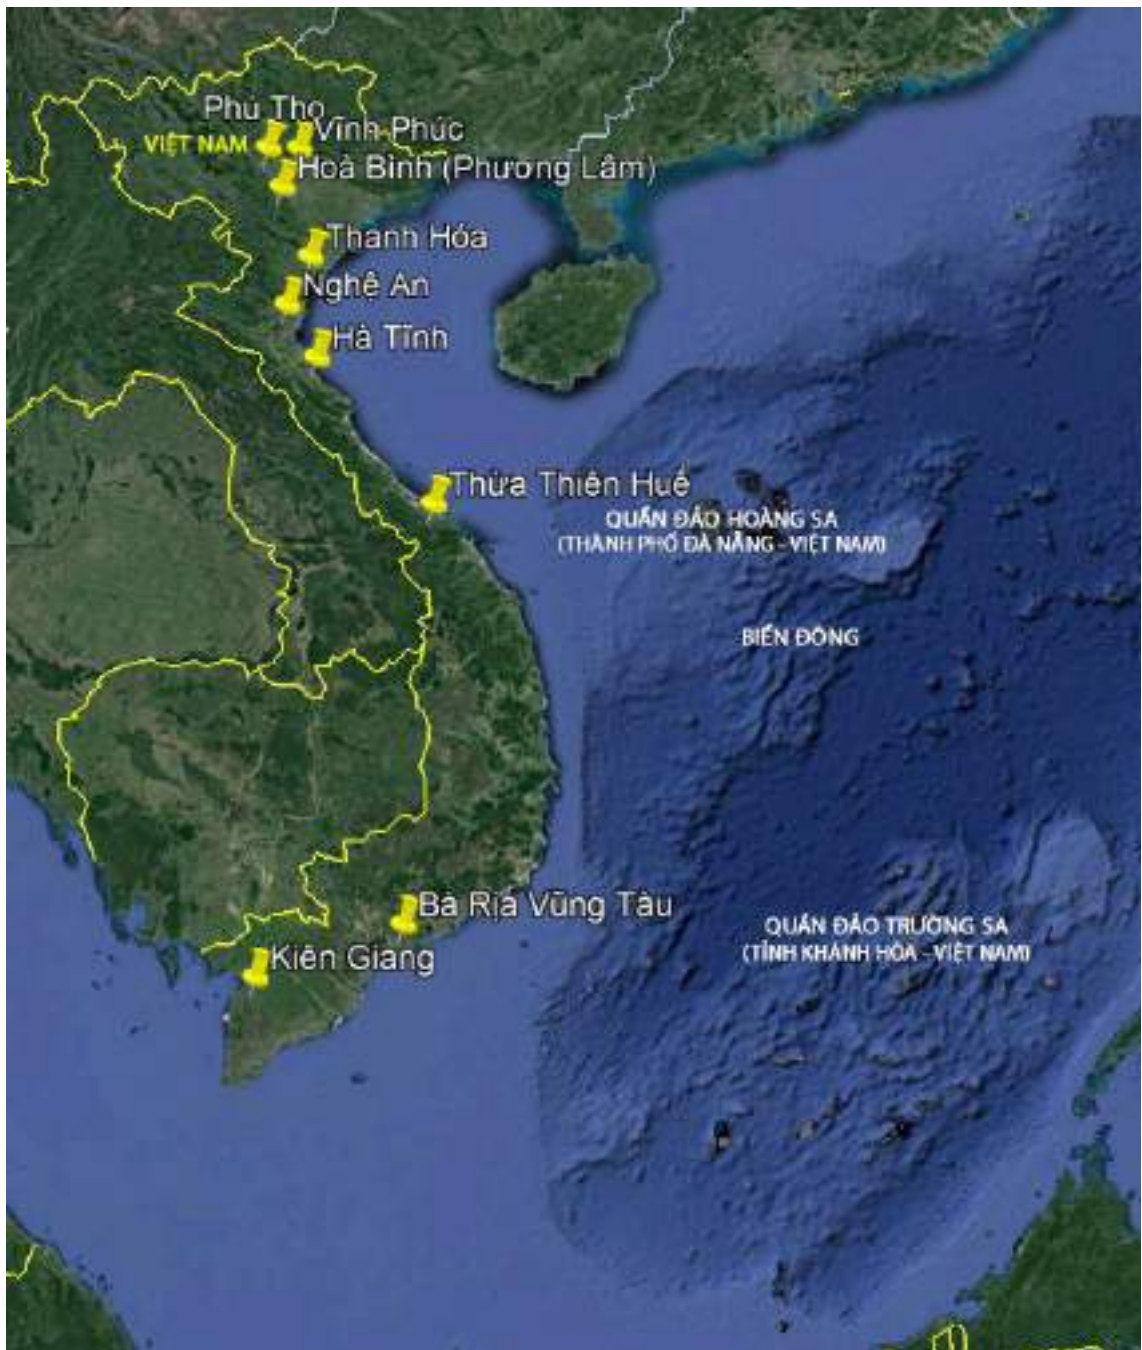 Phú Thọ
Vĩnh Phúc
VIỆT NAM
Hoà Bình (Phương Lâm)
Thanh Hóa
Nghệ An
Hà Tĩnh
Thừa Thiên Huế
QUẦN ĐẢO HOÀNG SA
(THÀNH PHỐ ĐÀ NẴNG - VIỆT NAM)
BIỂN ĐÔNG
Bà Rịa Vũng Tàu
QUẦN ĐẢO TRƯỜNG SA
(TỈNH KHÁNH HÒA - VIỆT NAM)
Kiên Giang